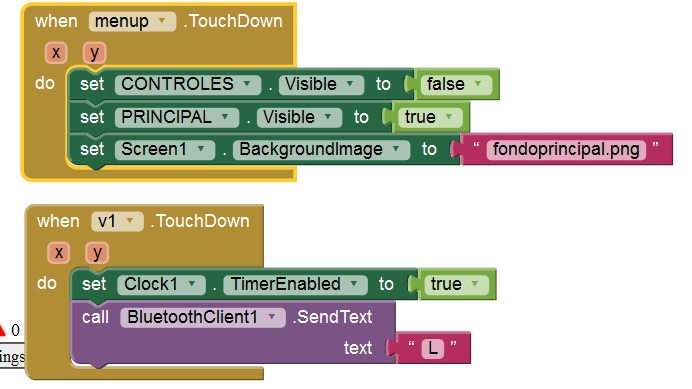 when menup .TouchDown
x y
do set CONTROLES . Visible to false
set PRINCIPAL . Visible to true
set Screen1 . BackgroundImage to “ fondoprincipal.png ”
when v1 .TouchDown
x y
do set Clock1 . TimerEnabled to true
call BluetoothClient1 .SendText
0
text “ L ”
ings